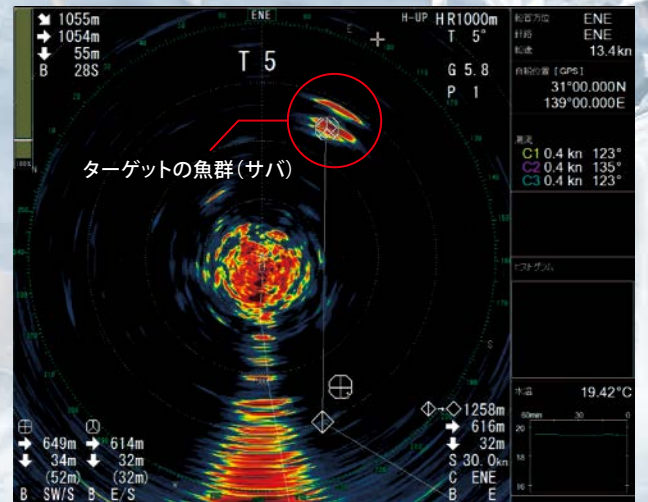 1055m
1054m
55m
B 28S
ENE
H-UP HR1000m
T 5°
G 5.8
P 1
T 5
ターゲットの魚群（サバ）
100%
船首方位 ENE
針路 ENE
船速 13.4kn
自船位置 [GPS]
31°00.000N
139°00.000E
潮流
C1 0.4 kn 123°
C2 0.4 kn 135°
C3 0.4 kn 123°
ヒストグラム
水温 19.42°C
60min 30 0
20
18
16
N
E
S
W
649m 614m
34m 32m
(52m) (32m)
B SW/S B E/S
1258m
616m
32m
S 30.0kn
C ENE
B E